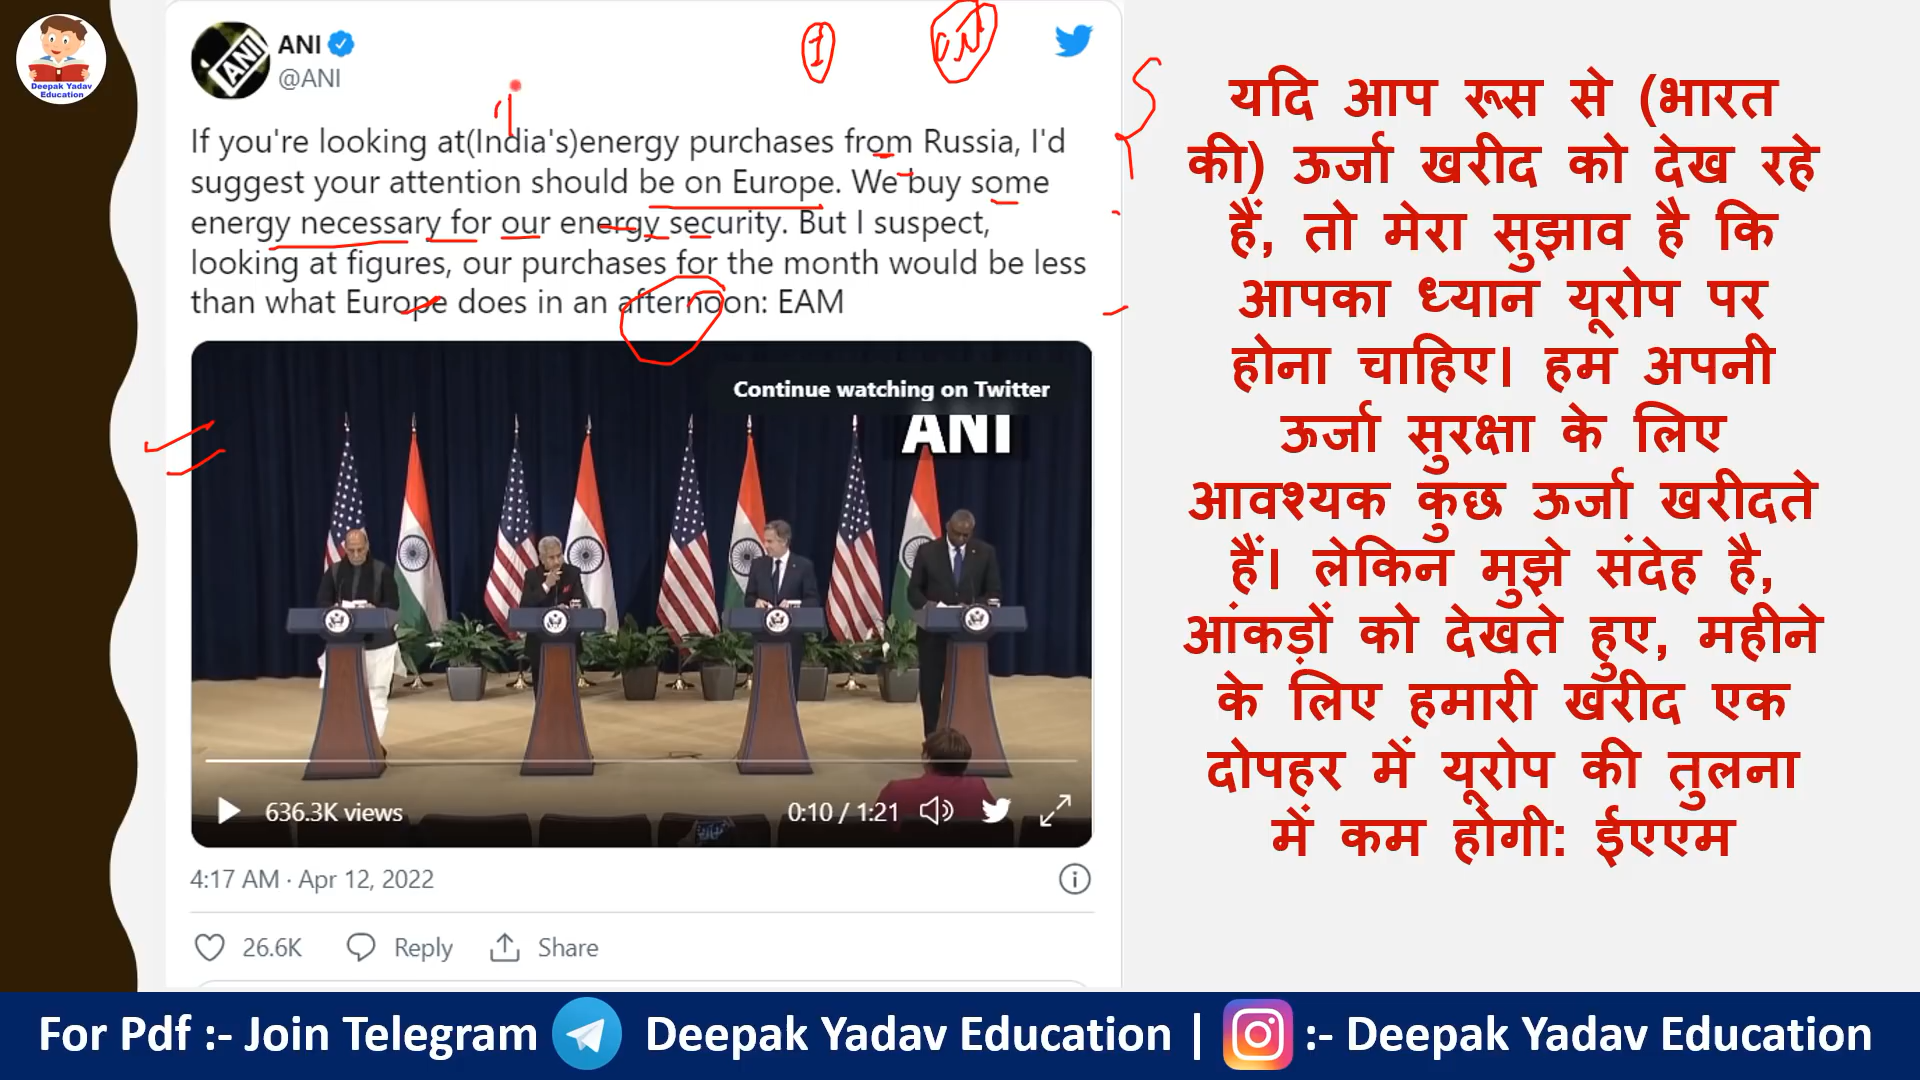 Deepak Yadav
Education
ANI
ANI
@ANI
I
If you're looking at(India's)energy purchases from Russia, I'd
suggest your attention should be on Europe. We buy some
energy necessary for our energy security. But I suspect,
looking at figures, our purchases for the month would be less
than what Europe does in an afternoon: EAM
Continue watching on Twitter
ANI
636.3K views
0:10 / 1:21
4:17 AM · Apr 12, 2022
26.6K Reply Share
यदि आप रूस से (भारत
की) ऊर्जा खरीद को देख रहे
हैं, तो मेरा सुझाव है कि
आपका ध्यान यूरोप पर
होना चाहिए। हम अपनी
ऊर्जा सुरक्षा के लिए
आवश्यक कुछ ऊर्जा खरीदते
हैं। लेकिन मुझे संदेह है,
आंकड़ों को देखते हुए, महीने
के लिए हमारी खरीद एक
दोपहर में यूरोप की तुलना
में कम होगी: ईएएम
For Pdf :- Join Telegram Deepak Yadav Education | :- Deepak Yadav Education